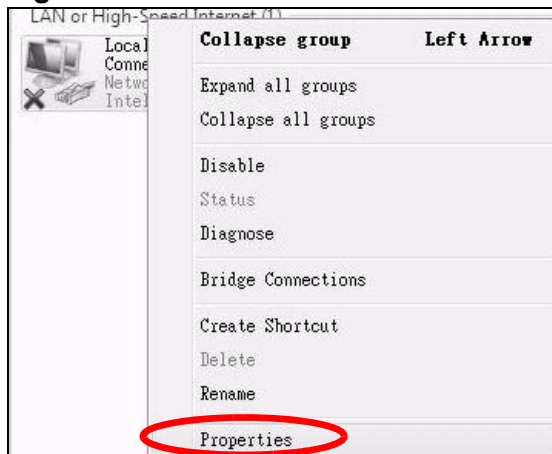 LAN or High-Speed Internet (1)
Local
Conne
Netwo
Intel
Collapse group Left Arrow
Expand all groups
Collapse all groups
Disable
Status
Diagnose
Bridge Connections
Create Shortcut
Delete
Rename
Properties